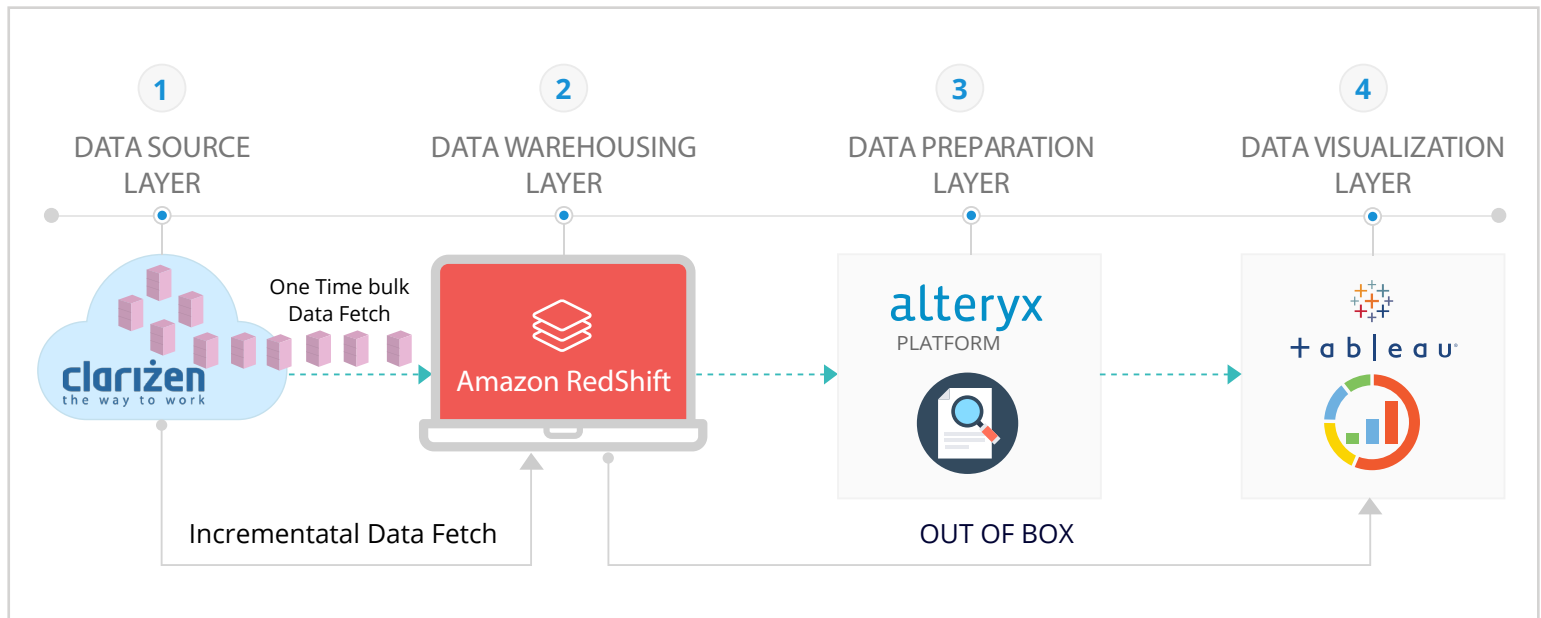 1
DATA SOURCE
LAYER
2
DATA WAREHOUSING
LAYER
3
DATA PREPARATION
LAYER
4
DATA VISUALIZATION
LAYER
One Time bulk
Data Fetch
clarizen
the way to work
Amazon RedShift
alteryx
PLATFORM
+ableau
Incrementatal Data Fetch
OUT OF BOX